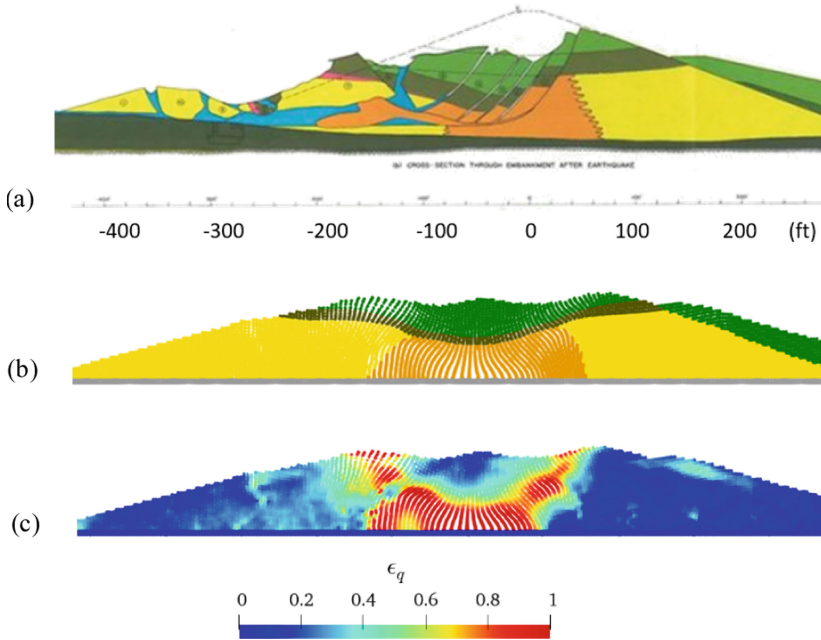 (b) CROSS-SECTION THROUGH EMBANKMENT AFTER EARTHQUAKE
(a)
-400 -300 -200 -100 0 100 200 (ft)
(b)
(c)
ϵq
0 0.2 0.4 0.6 0.8 1